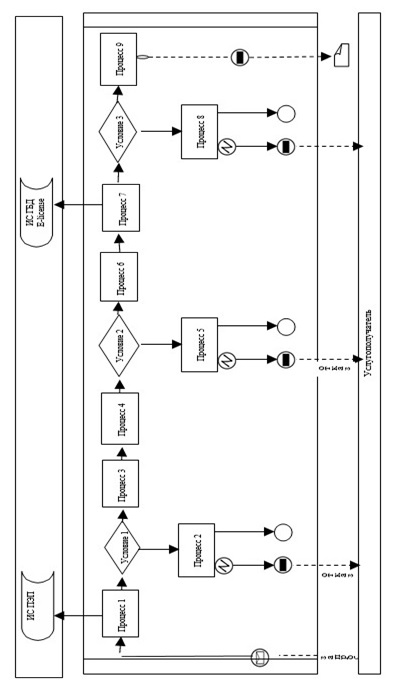 ИС ПЭП
ИС ГБД
E-license
Процесс 1
Условие 1
Процесс 3
Процесс 4
Условие 2
Процесс 6
Процесс 7
Условие 3
Процесс 9
Процесс 2
Процесс 5
Процесс 8
запрос
отказ
отказ
Услугополучатель